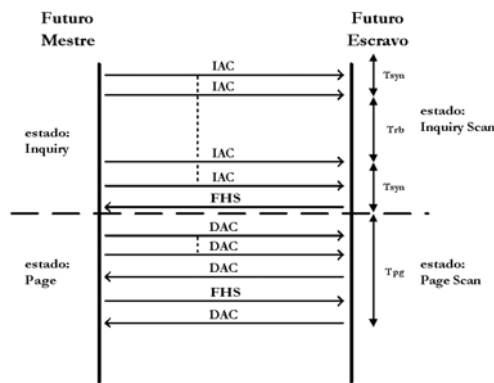 Futuro
Mestre
Futuro
Escravo
IAC
Tsyn
IAC
estado:
Inquiry
Trb
estado:
Inquiry Scan
IAC
IAC
Tsyn
FHS
DAC
DAC
estado:
Page
DAC
Tpg
estado:
Page Scan
FHS
DAC